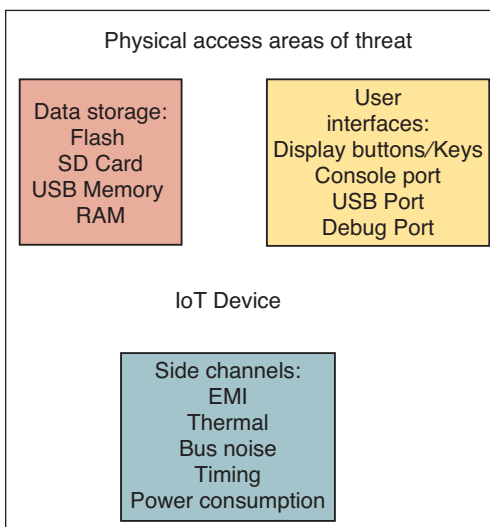 Physical access areas of threat
Data storage:
Flash
SD Card
USB Memory
RAM
User
interfaces:
Display buttons/Keys
Console port
USB Port
Debug Port
IoT Device
Side channels:
EMI
Thermal
Bus noise
Timing
Power consumption